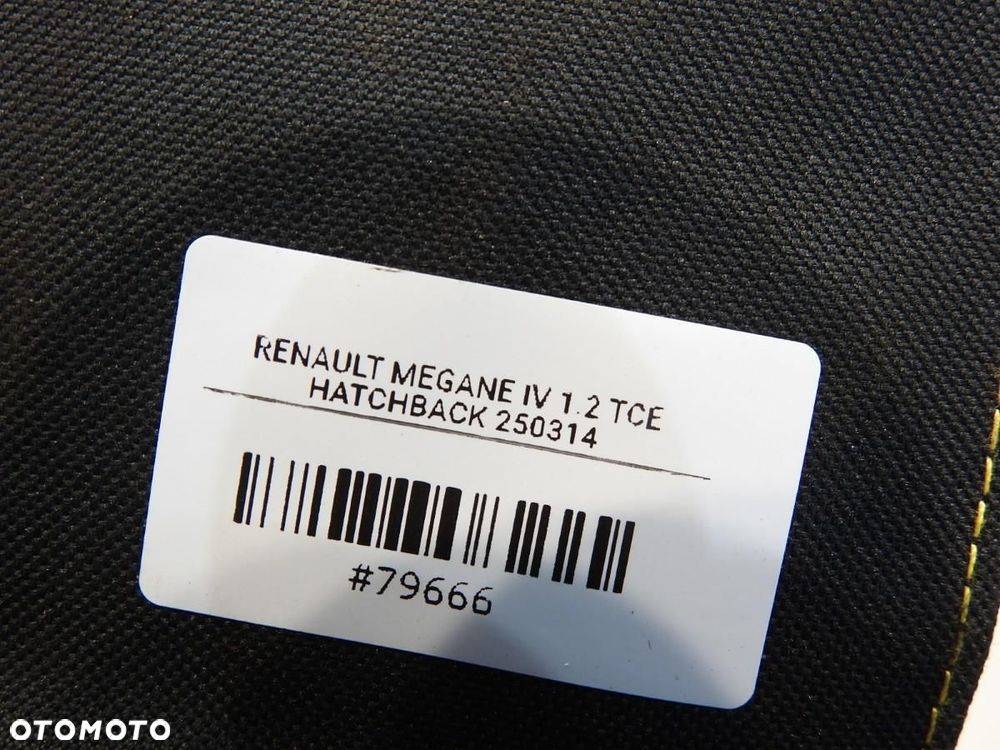 RENAULT MEGANE IV 1.2 TCE
HATCHBACK 250314
#79666
OTOMOTO